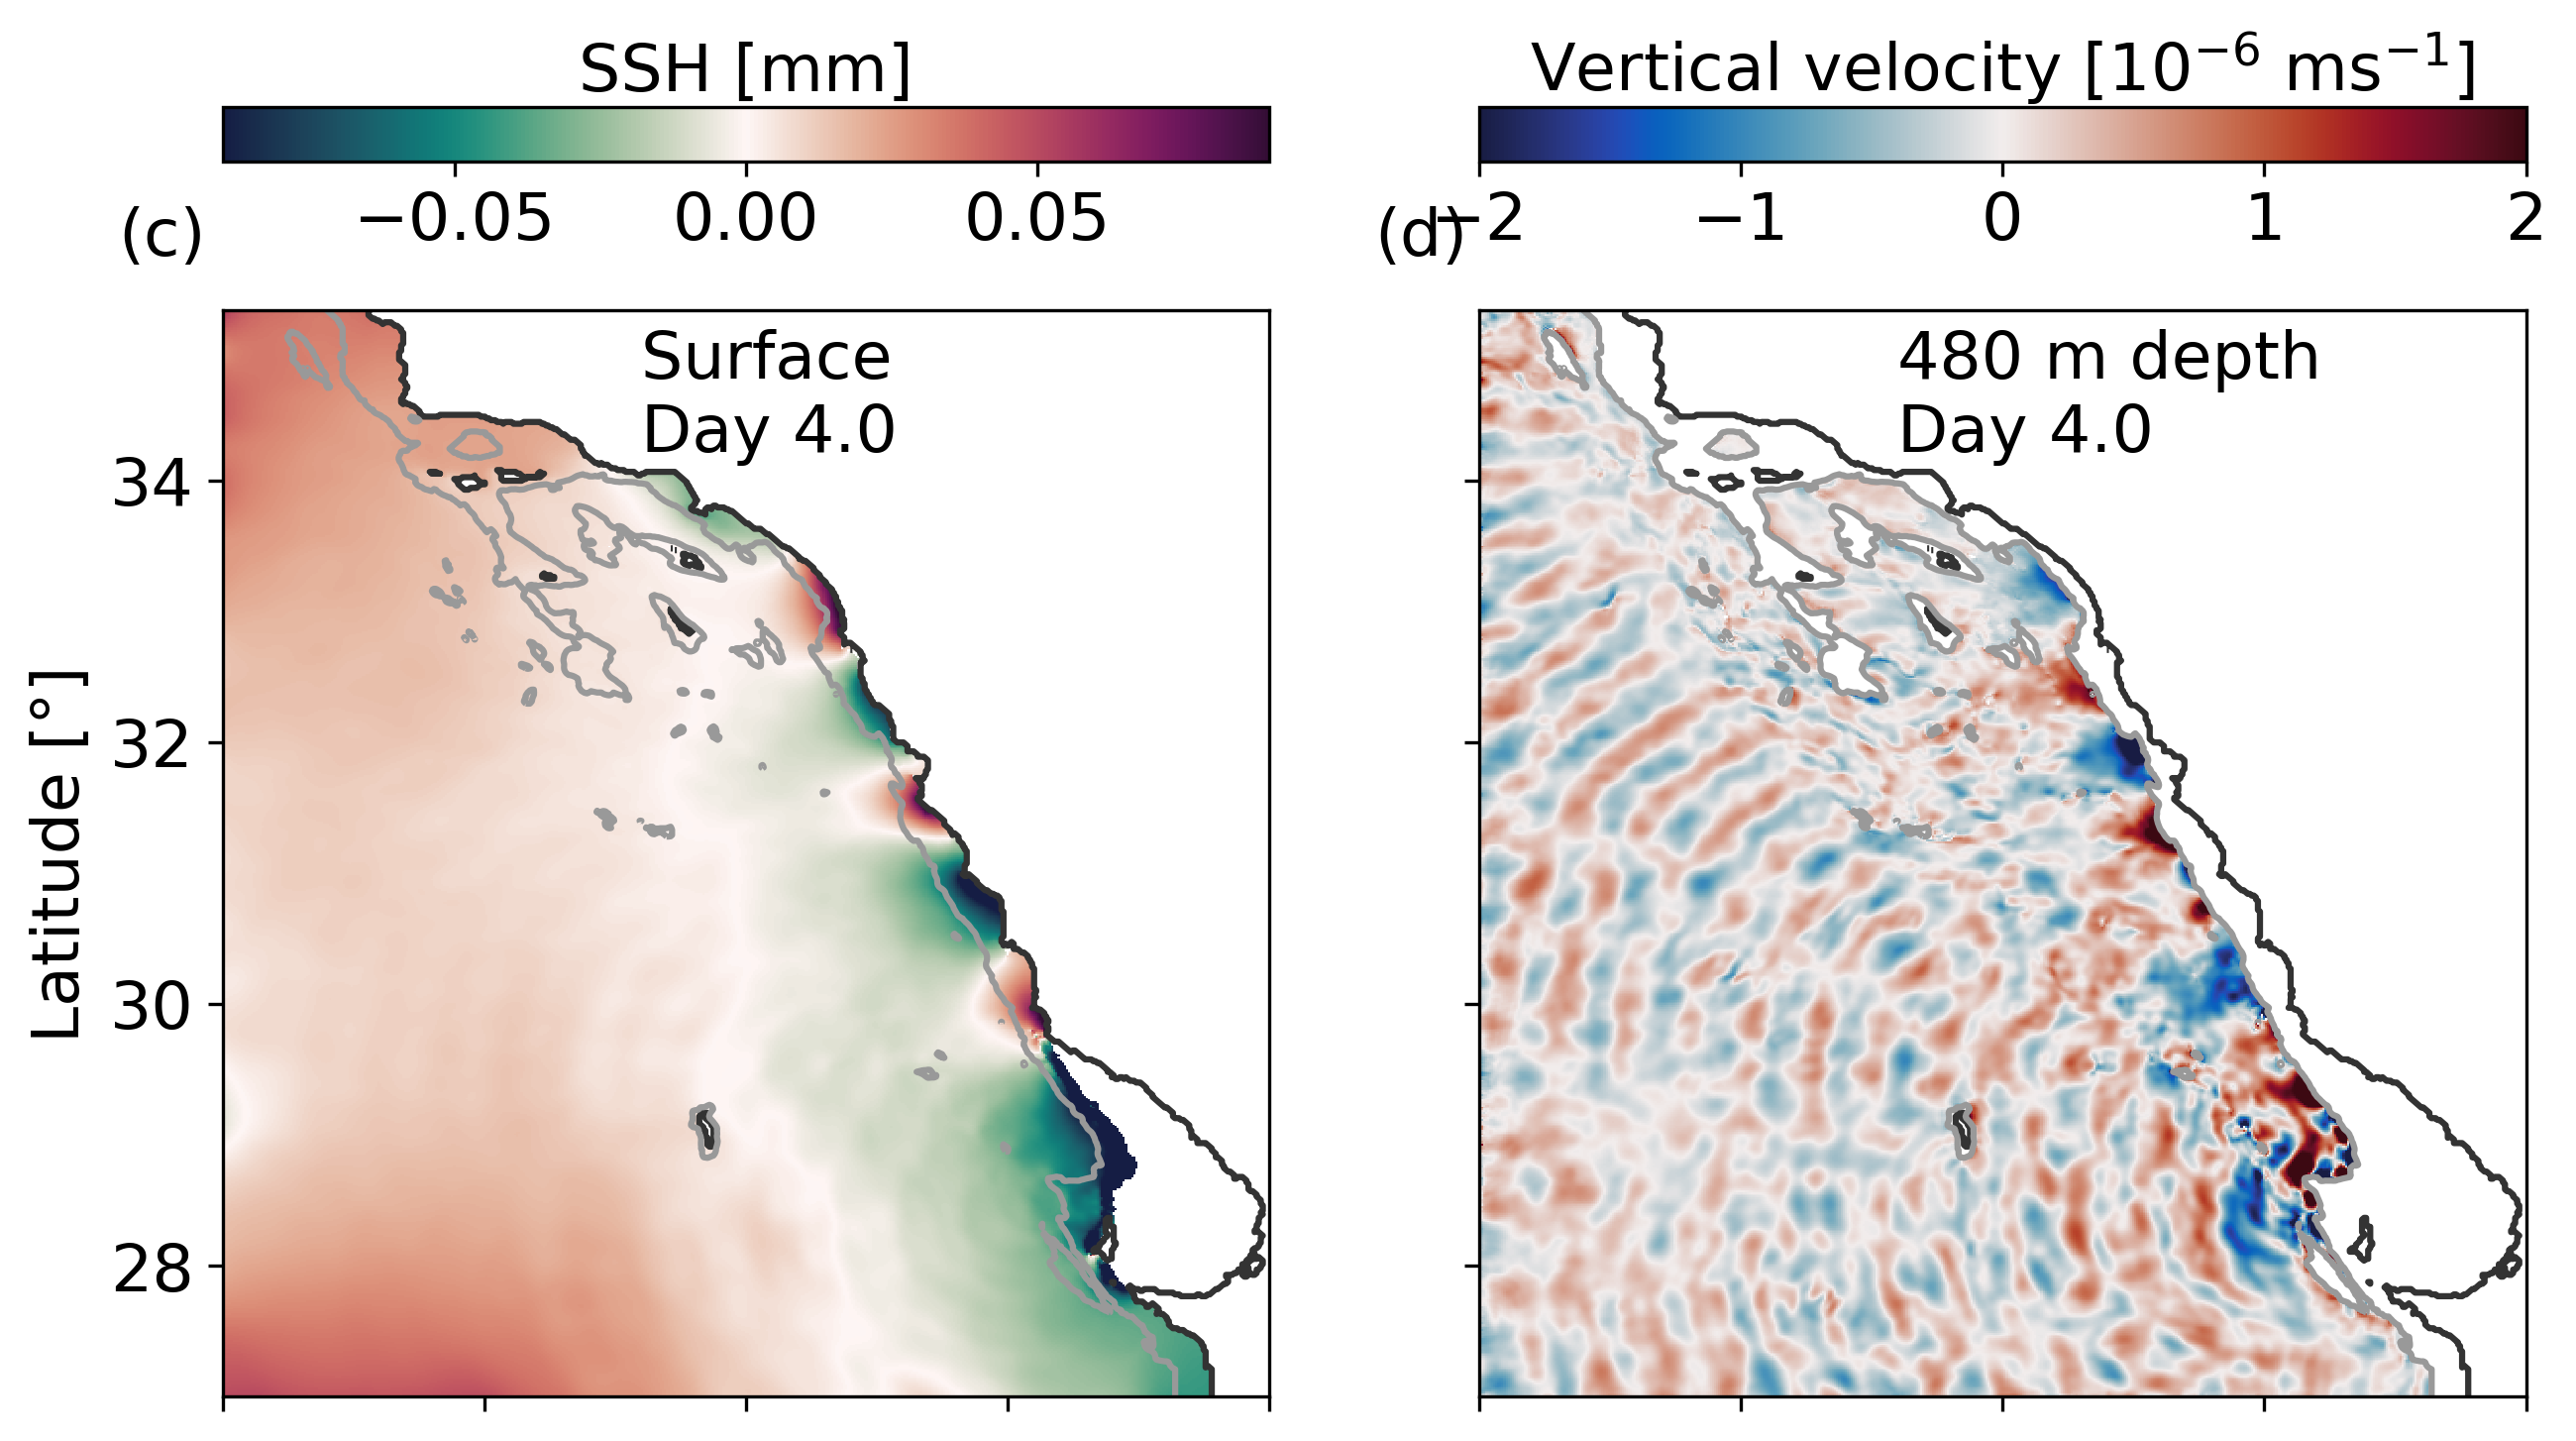 SSH [mm]
Vertical velocity [10⁻⁶ ms⁻¹]
−0.05 0.00 0.05
−2 −1 0 1 2
(c)
(d)
Surface
Day 4.0
480 m depth
Day 4.0
Latitude [°]
34
32
30
28